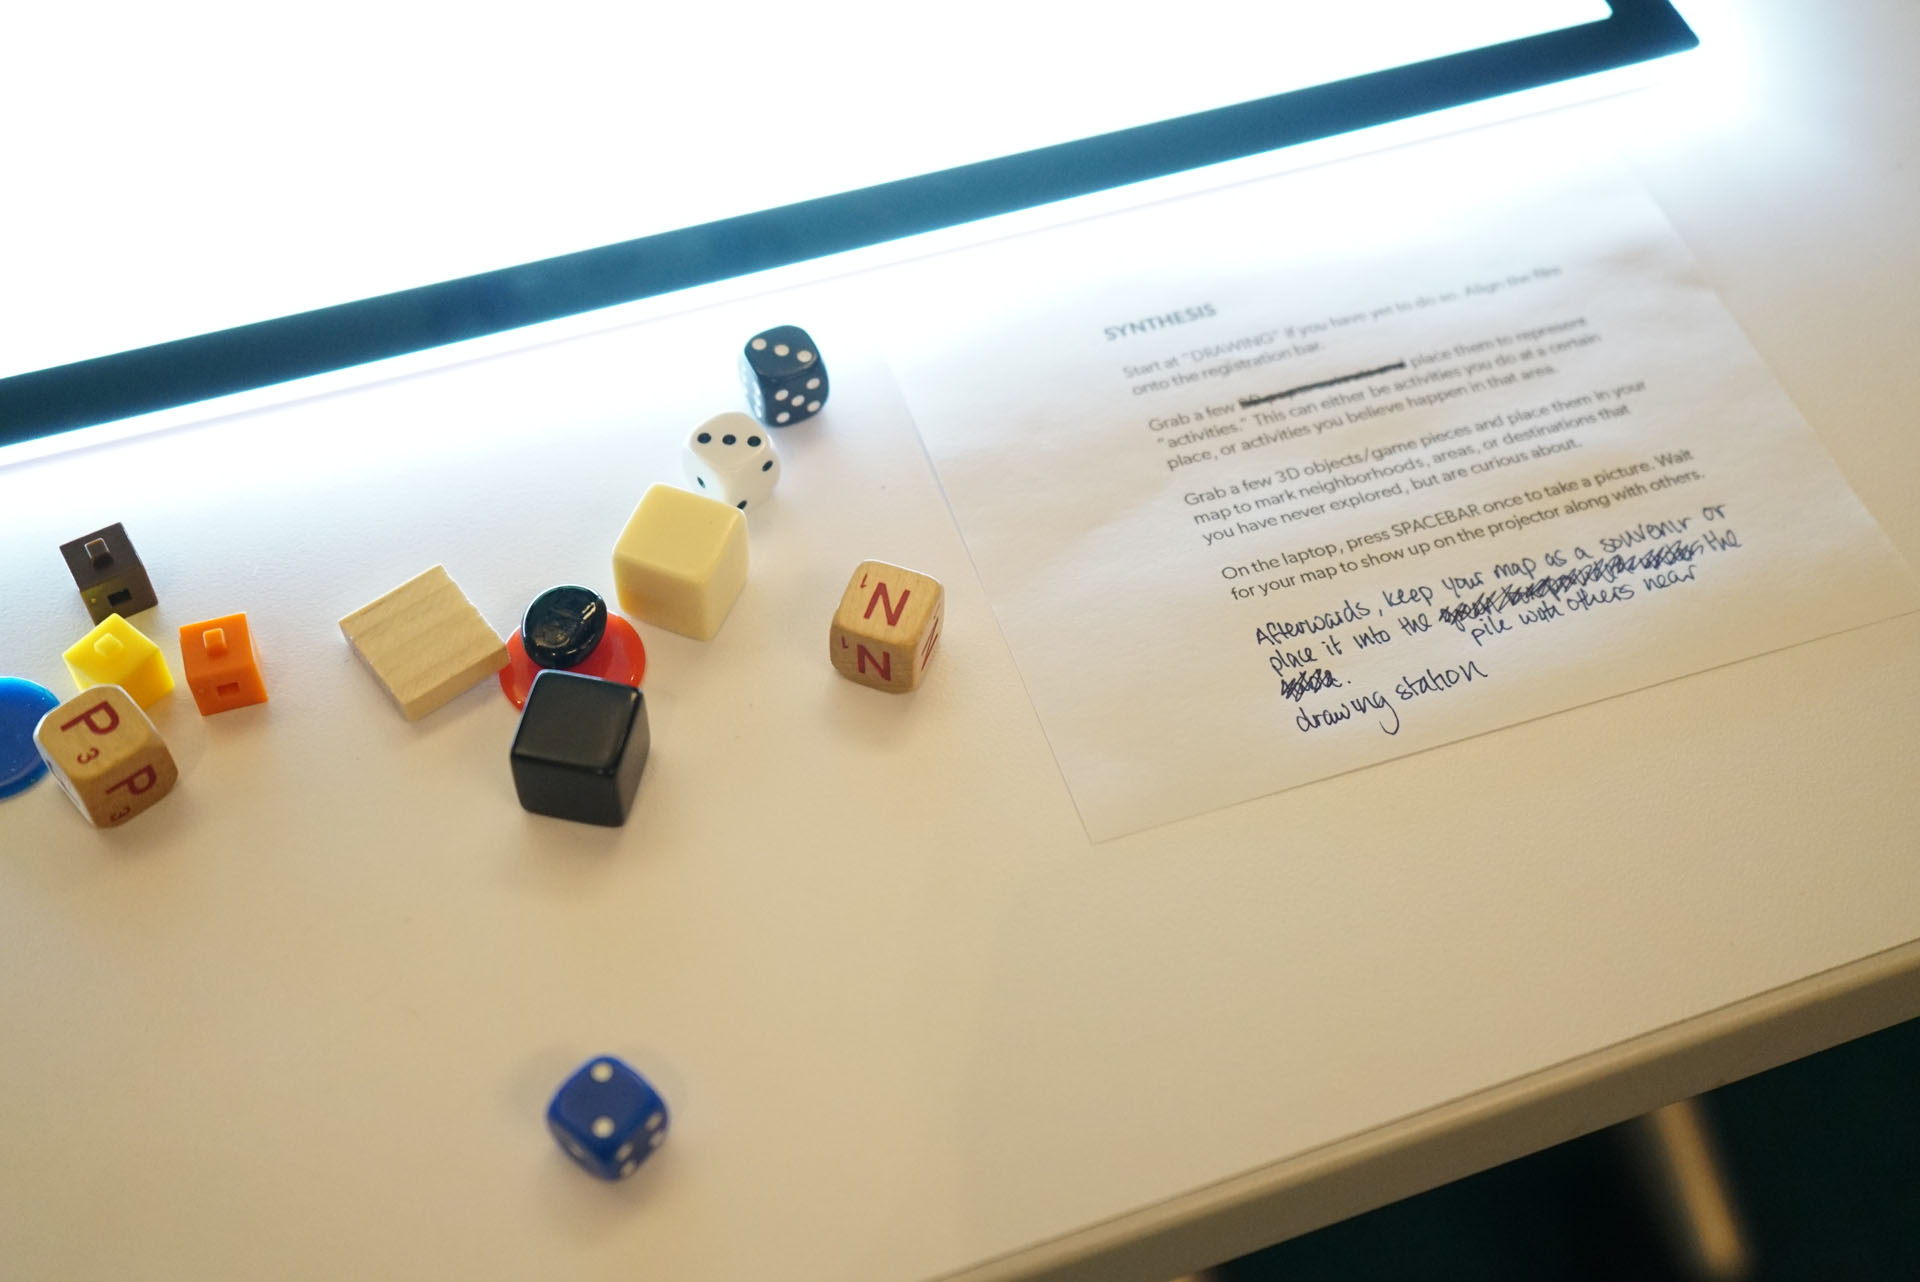 SYNTHESIS
Start at "DRAWING" if you have yet to do so. Align the film
onto the registration bar.
Grab a few place them to represent
"activities." This can either be activities you do at a certain
place, or activities you believe happen in that area.
Grab a few 3D objects/game pieces and place them in your
map to mark neighborhoods, areas, or destinations that
you have never explored, but are curious about.
On the laptop, press SPACEBAR once to take a picture. Wait
for your map to show up on the projector along with others.
Afterwards, keep your map as a souvenir or
place it into the the
pile with others near
drawing station
N1
N1
N
P3
P3